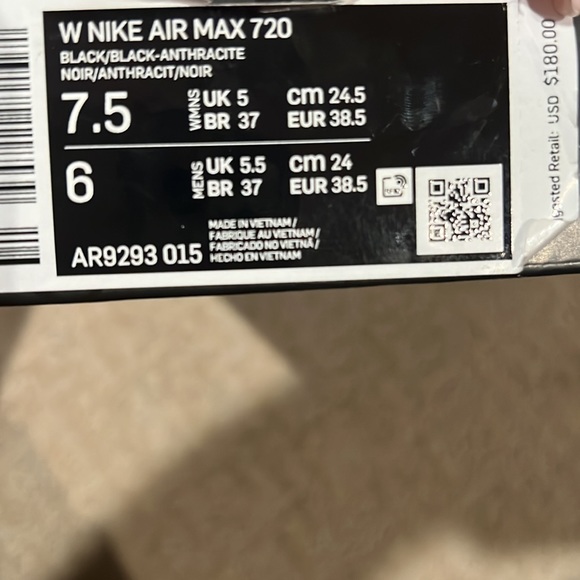 W NIKE AIR MAX 720
BLACK/BLACK-ANTHRACITE
NOIR/ANTHRACIT/NOIR
7.5
WMNS
UK 5
BR 37
cm 24.5
EUR 38.5
6
MENS
UK 5.5
BR 37
cm 24
EUR 38.5
AR9293 015
MADE IN VIETNAM /
FABRIQUE AU VIETNAM /
FABRICADO NO VIETNÃ /
HECHO EN VIETNAM
Retail: USD $180.00